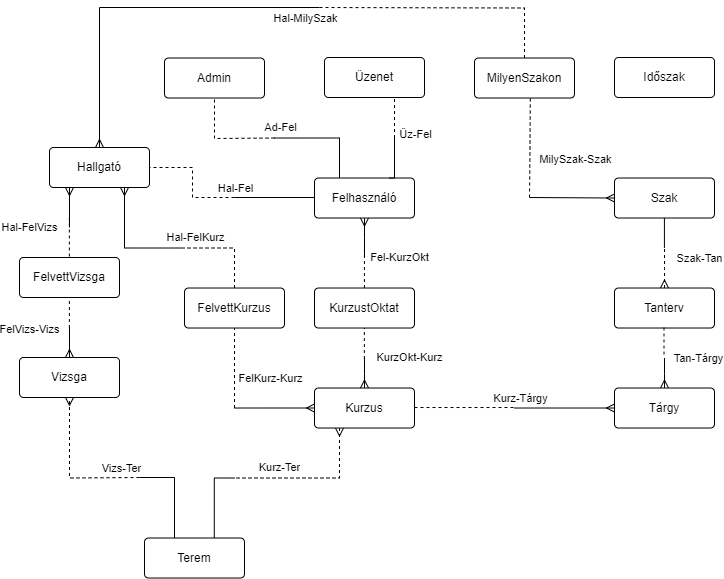 Hal-MilySzak
Admin
Üzenet
MilyenSzakon
Időszak
Ad-Fel
Üz-Fel
Hallgató
MilySzak-Szak
Hal-Fel
Felhasználó
Szak
Hal-FelVizs
Hal-FelKurz
Fel-KurzOkt
Szak-Tan
FelvettVizsga
FelvettKurzus
KurzustOktat
Tanterv
FelVizs-Vizs
KurzOkt-Kurz
Tan-Tárgy
Vizsga
FelKurz-Kurz
Kurz-Tárgy
Kurzus
Tárgy
Vizs-Ter
Kurz-Ter
Terem